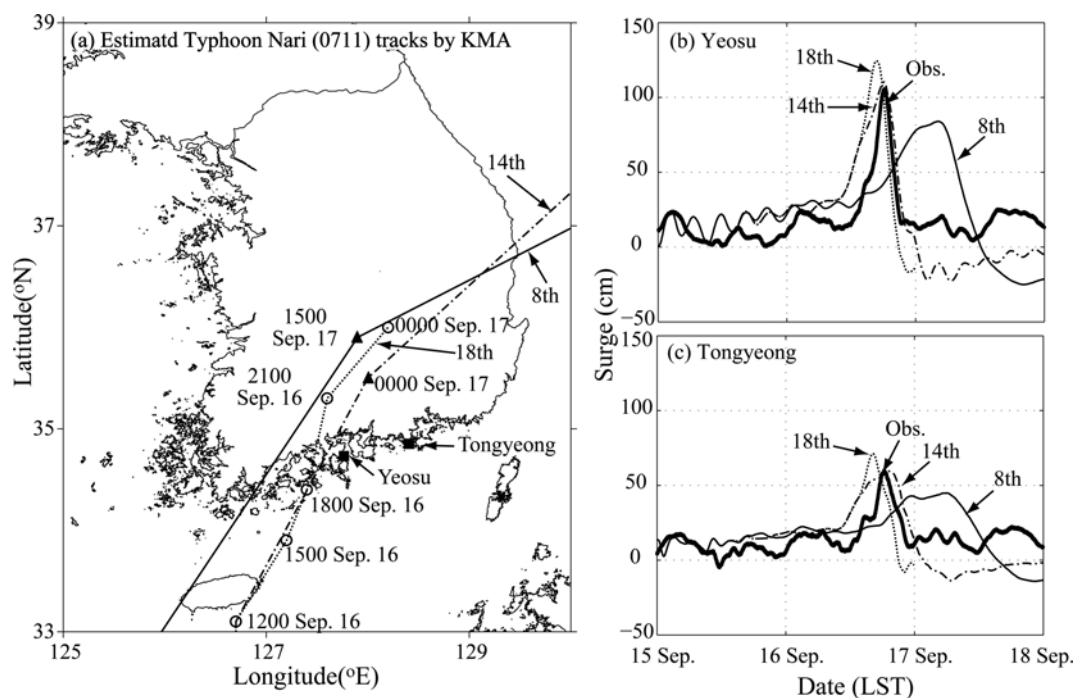 (a) Estimatd Typhoon Nari (0711) tracks by KMA
39
37
35
33
Latitude(°N)
125
127
129
Longitude(°E)
14th
8th
1500
Sep. 17
0000 Sep. 17
18th
2100
Sep. 16
0000 Sep. 17
Tongyeong
Yeosu
1800 Sep. 16
1500 Sep. 16
1200 Sep. 16
(b) Yeosu
150
100
50
0
−50
18th
Obs.
14th
8th
Surge (cm)
(c) Tongyeong
150
100
50
0
−50
18th
Obs.
14th
8th
15 Sep.
16 Sep.
17 Sep.
18 Sep.
Date (LST)